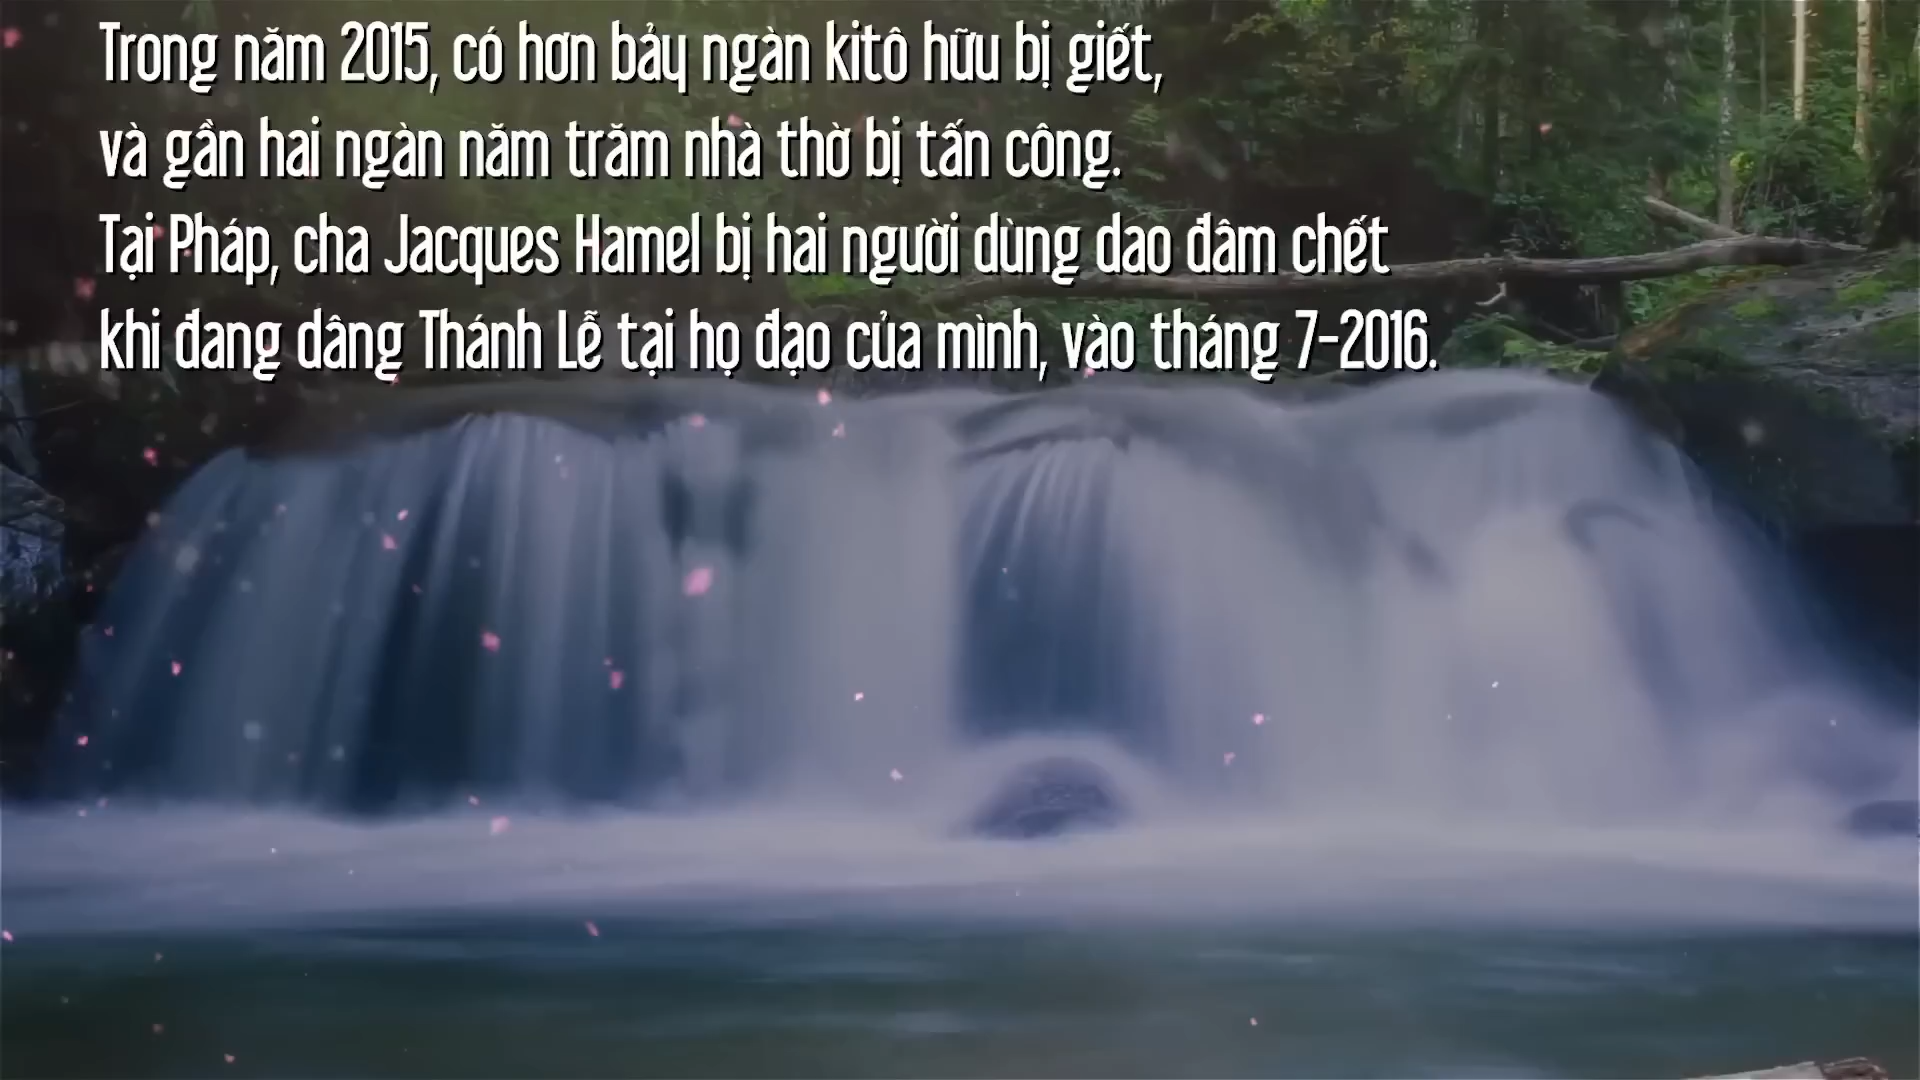 Trong năm 2015, có hơn bảy ngàn kitô hữu bị giết,
và gần hai ngàn năm trăm nhà thờ bị tấn công.
Tại Pháp, cha Jacques Hamel bị hai người dùng dao đâm chết
khi đang dâng Thánh Lễ tại họ đạo của mình, vào tháng 7-2016.